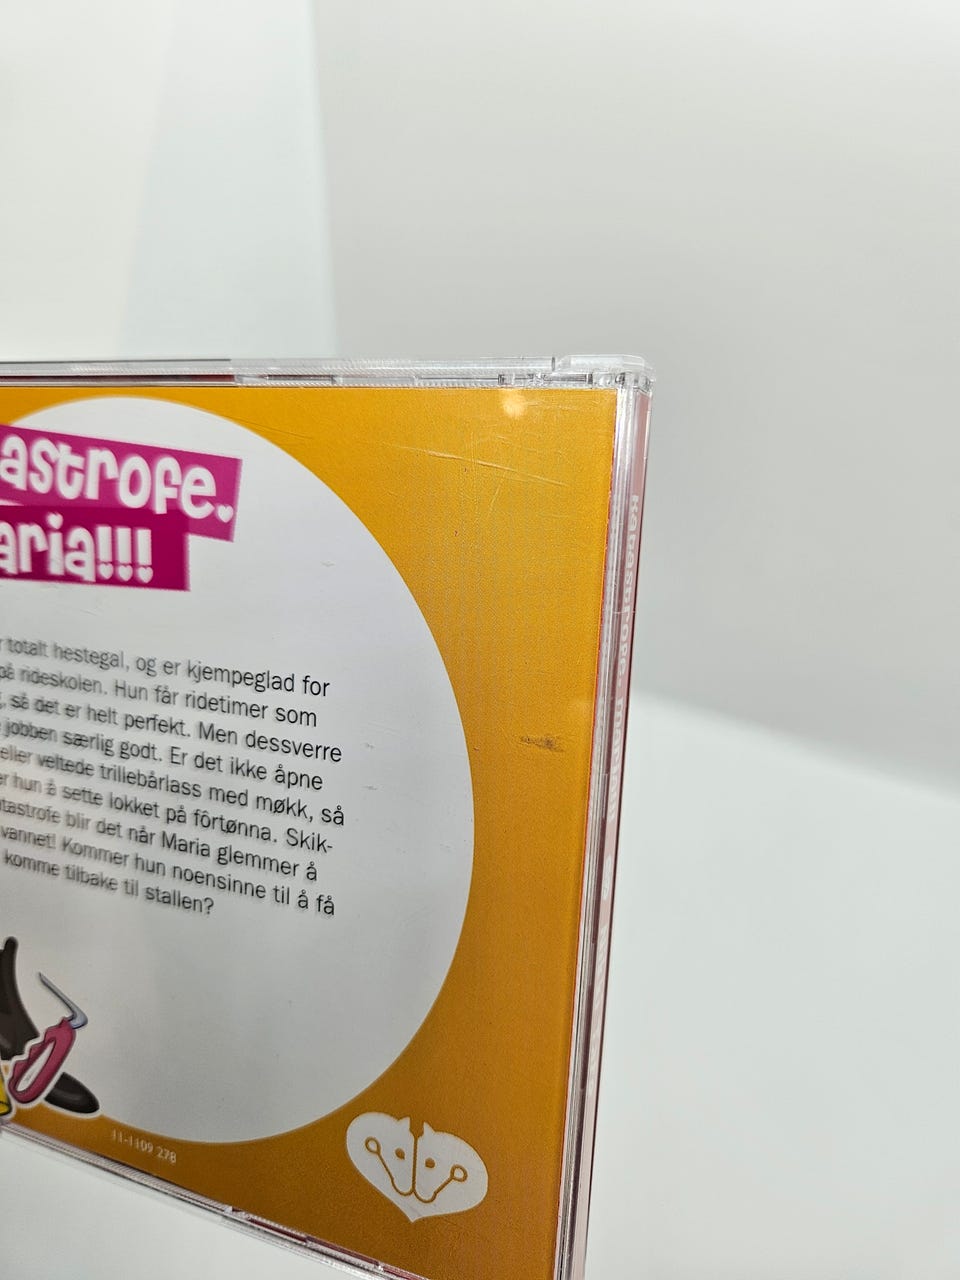 astrofe.
aria!!!
totalt hestegal, og er kjempeglad for
på rideskolen. Hun får ridetimer som
, så det er helt perfekt. Men dessverre
jobben særlig godt. Er det ikke åpne
eller veltede trillebårlass med møkk, så
er hun å sette lokket på fôrtønna. Skik-
tastrofe blir det når Maria glemmer å
vannet! Kommer hun noensinne til å få
komme tilbake til stallen?
11-1109 278